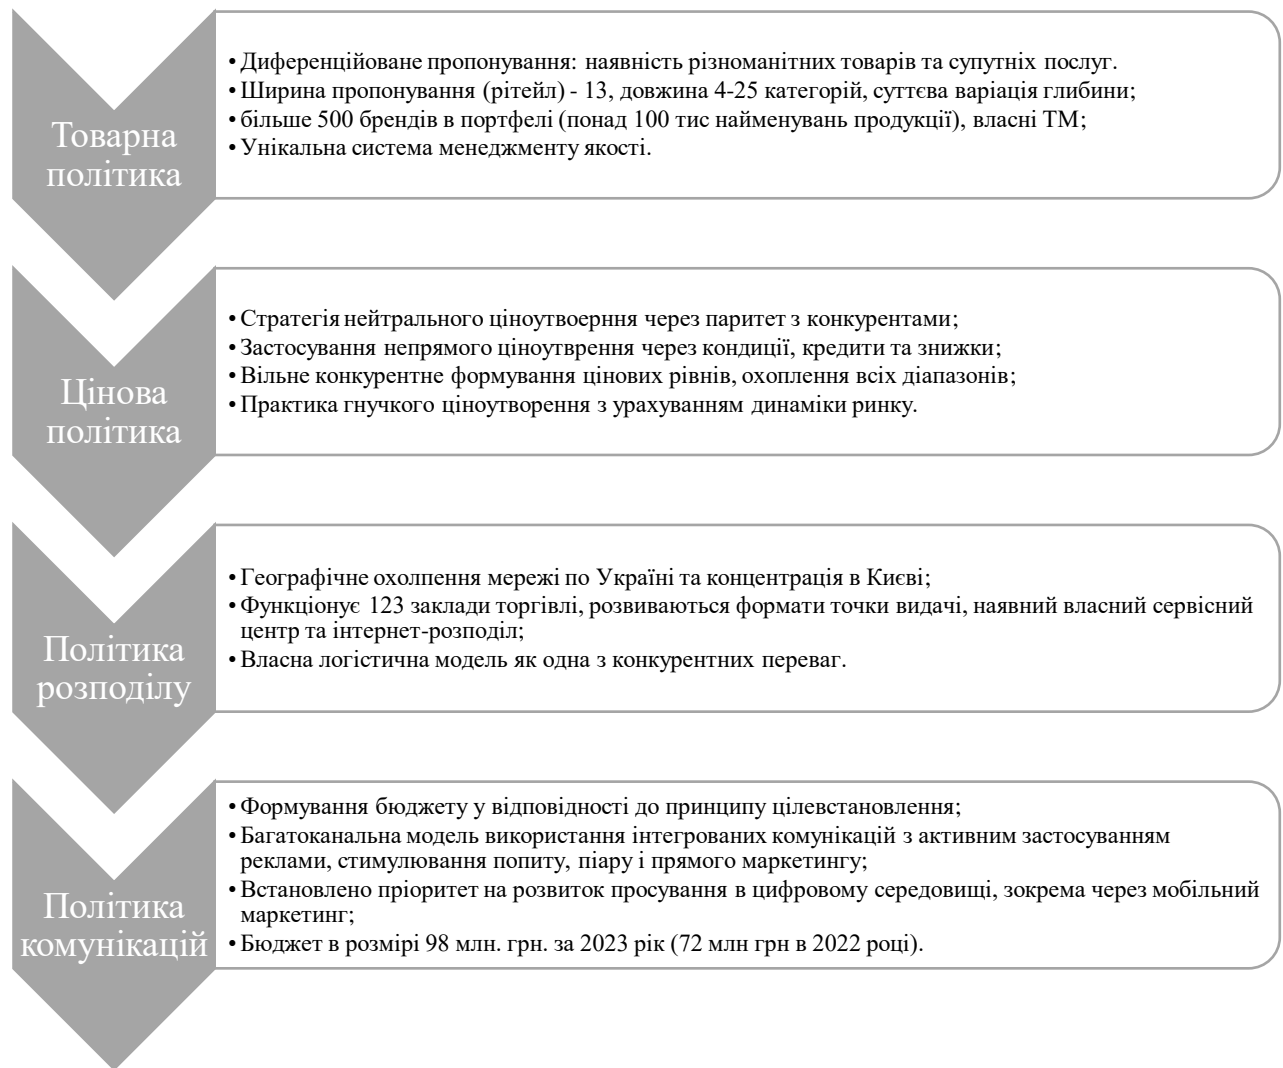 Товарна
політика
• Диференційоване пропонування: наявність різноманітних товарів та супутніх послуг.
• Ширина пропонування (рітейл) - 13, довжина 4-25 категорій, суттєва варіація глибини;
• більше 500 брендів в портфелі (понад 100 тис найменувань продукції), власні ТМ;
• Унікальна система менеджменту якості.
Цінова
політика
• Стратегія нейтрального ціноутвоернння через паритет з конкурентами;
• Застосування непрямого ціноутврення через кондиції, кредити та знижки;
• Вільне конкурентне формування цінових рівнів, охоплення всіх діапазонів;
• Практика гнучкого ціноутворення з урахуванням динаміки ринку.
Політика
розподілу
• Географічне охолпення мережі по Україні та концентрація в Києві;
• Функціонує 123 заклади торгівлі, розвиваються формати точки видачі, наявний власний сервісний
центр та інтернет-розподіл;
• Власна логістична модель як одна з конкурентних переваг.
Політика
комунікацій
• Формування бюджету у відповідності до принципу цілевстановлення;
• Багатоканальна модель використання інтегрованих комунікацій з активним застосуванням
реклами, стимулювання попиту, піару і прямого маркетингу;
• Встановлено пріоритет на розвиток просування в цифровому середовищі, зокрема через мобільний
маркетинг;
• Бюджет в розмірі 98 млн. грн. за 2023 рік (72 млн грн в 2022 році).